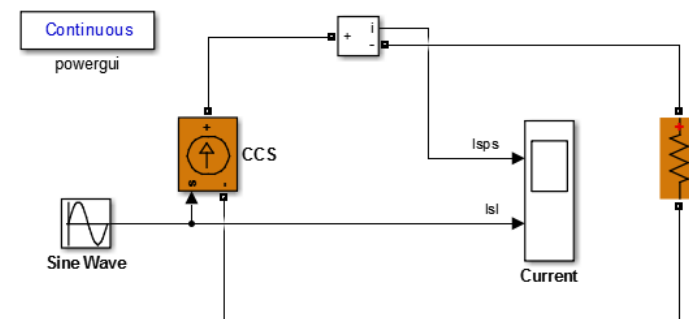 Continuous
powergui
+
i
-
+
CCS
s
-
Isps
Isl
Sine Wave
Current
+